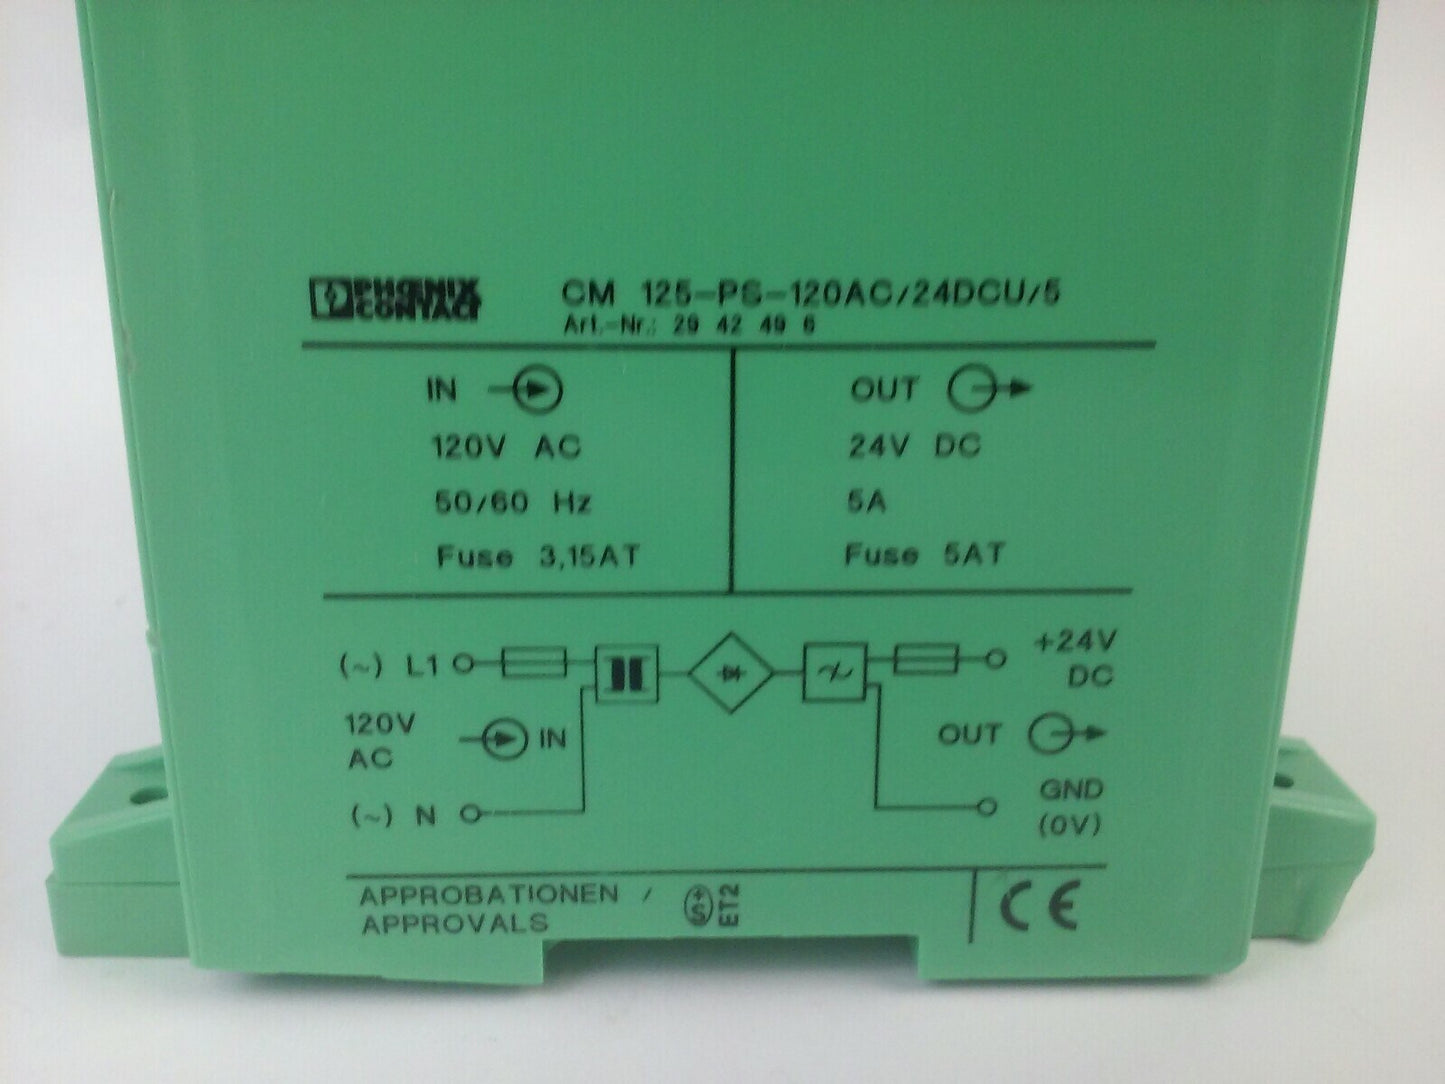 PHŒNIX
CONTACT
CM 125-PS-120AC/24DCU/5
Art.-Nr.: 29 42 49 6
IN
120V AC
50/60 Hz
Fuse 3,15AT
OUT
24V DC
5A
Fuse 5AT
(~) L1
+24V
DC
120V
AC
IN
OUT
(~) N
GND
(0V)
APPROBATIONEN /
APPROVALS
+S
ET2
CE